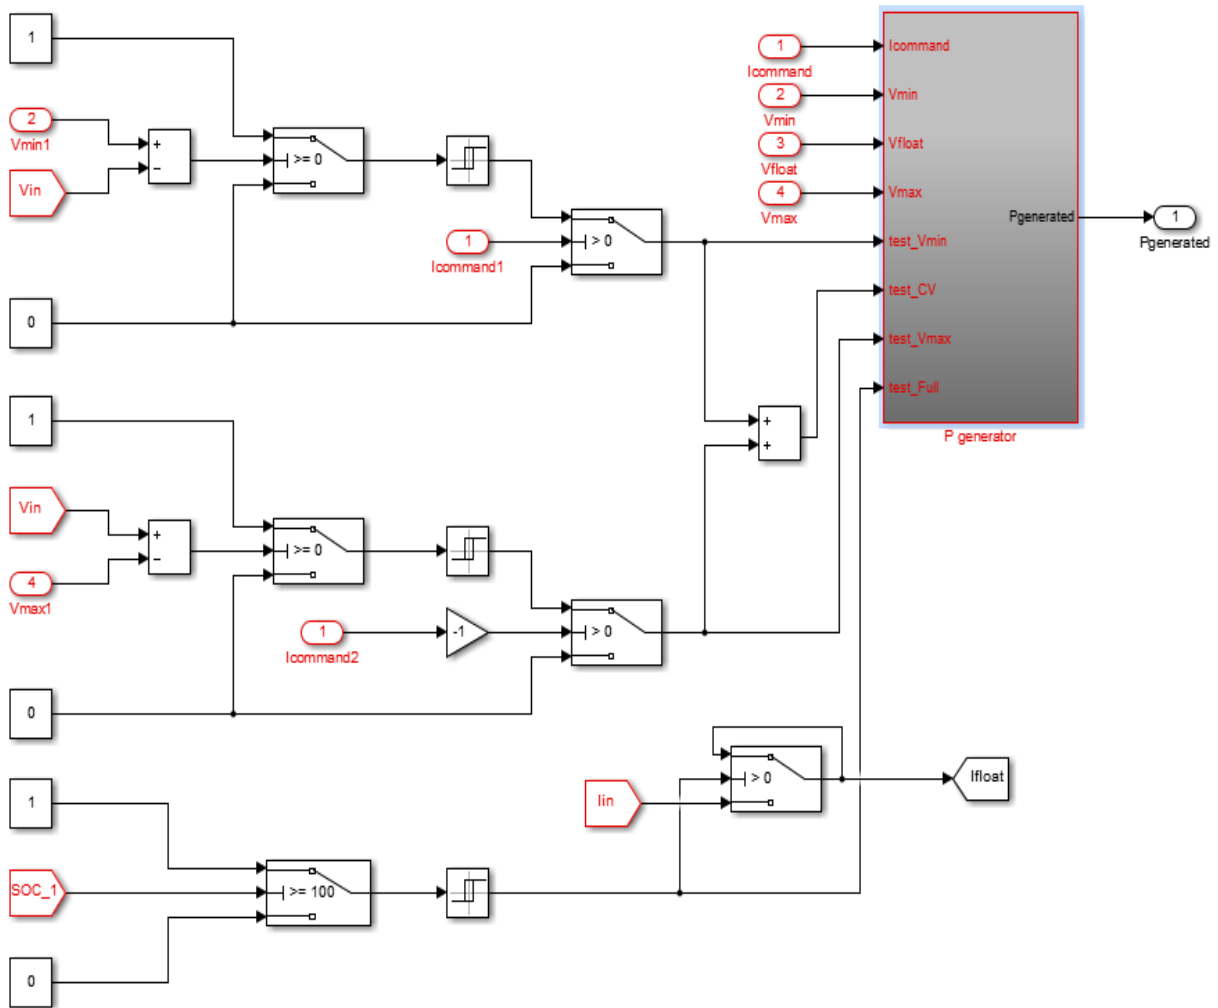 1
2
Vmin1
Vin
+
−
>= 0
1
Icommand1
> 0
0
1
Icommand
2
Vmin
3
Vfloat
4
Vmax
Icommand
Vmin
Vfloat
Vmax
test_Vmin
test_CV
test_Vmax
test_Full
Pgenerated
P generator
1
Pgenerated
1
Vin
4
Vmax1
+
−
>= 0
1
Icommand2
-1
> 0
+
+
0
1
SOC_1
0
>= 100
Iin
> 0
Ifloat